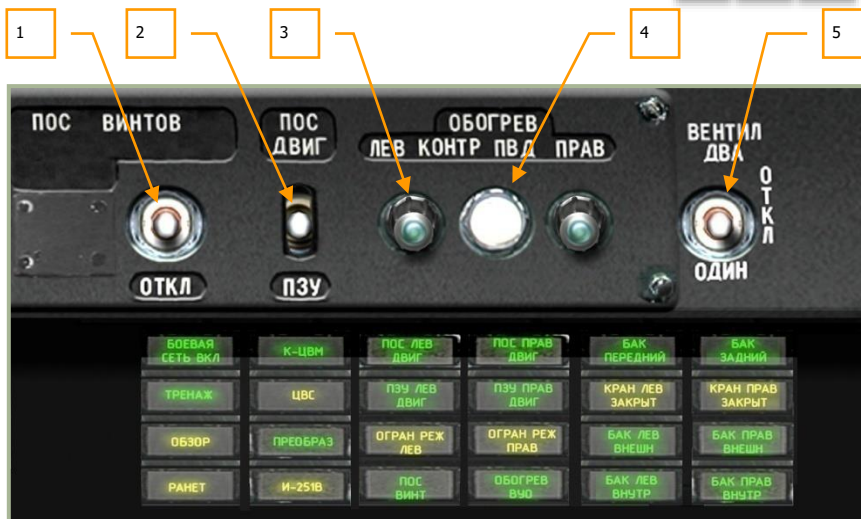 1 2 3 4 5
ПОС ВИНТОВ
ОТКЛ
ПОС
ДВИГ
ПЗУ
ОБОГРЕВ
ЛЕВ КОНТР ПВД ПРАВ
ВЕНТИЛ
ДВА
ОТКЛ
ОДИН
БОЕВАЯ
СЕТЬ ВКЛ
К-ЦВМ
ПОС ЛЕВ
ДВИГ
ПОС ПРАВ
ДВИГ
БАК
ПЕРЕДНИЙ
БАК
ЗАДНИЙ
ТРЕНАЖ
ЦВС
ПЗУ ЛЕВ
ДВИГ
ПЗУ ПРАВ
ДВИГ
КРАН ЛЕВ
ЗАКРЫТ
КРАН ПРАВ
ЗАКРЫТ
ОБЗОР
ПРЕОБРАЗ
ОГРАН РЕЖ
ЛЕВ
ОГРАН РЕЖ
ПРАВ
БАК ЛЕВ
ВНЕШН
БАК ПРАВ
ВНЕШН
РАНЕТ
И-251В
ПОС
ВИНТ
ОБОГРЕВ
ВУО
БАК ЛЕВ
ВНУТР
БАК ПРАВ
ВНУТР